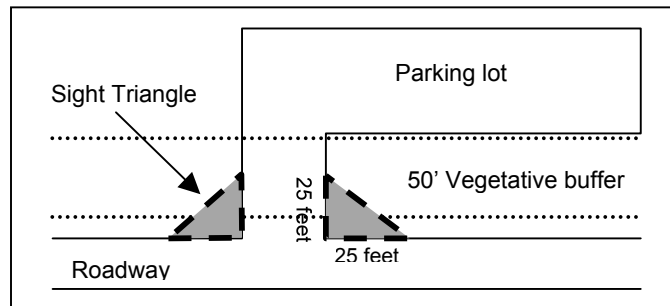 Parking lot
Sight Triangle
50’ Vegetative buffer
25 feet
25 feet
Roadway